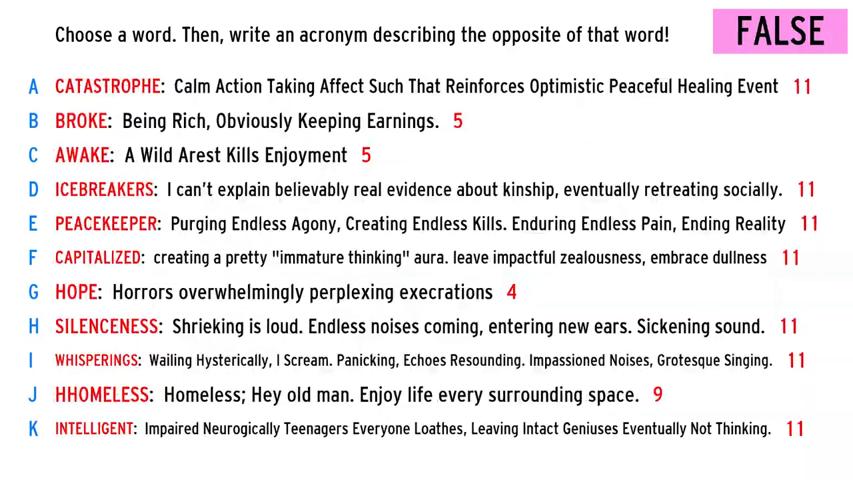 Choose a word. Then, write an acronym describing the opposite of that word! FALSE
A CATASTROPHE: Calm Action Taking Affect Such That Reinforces Optimistic Peaceful Healing Event 11
B BROKE: Being Rich, Obviously Keeping Earnings. 5
C AWAKE: A Wild Arest Kills Enjoyment 5
D ICEBREAKERS: I can't explain believably real evidence about kinship, eventually retreating socially. 11
E PEACEKEEPER: Purging Endless Agony, Creating Endless Kills. Enduring Endless Pain, Ending Reality 11
F CAPITALIZED: creating a pretty "immature thinking" aura. leave impactful zealousness, embrace dullness 11
G HOPE: Horrors overwhelmingly perplexing execrations 4
H SILENCENESS: Shrieking is loud. Endless noises coming, entering new ears. Sickening sound. 11
I WHISPERINGS: Wailing Hysterically, I Scream. Panicking, Echoes Resounding. Impassioned Noises, Grotesque Singing. 11
J HHOMELESS: Homeless; Hey old man. Enjoy life every surrounding space. 9
K INTELLIGENT: Impaired Neurogically Teenagers Everyone Loathes, Leaving Intact Geniuses Eventually Not Thinking. 11